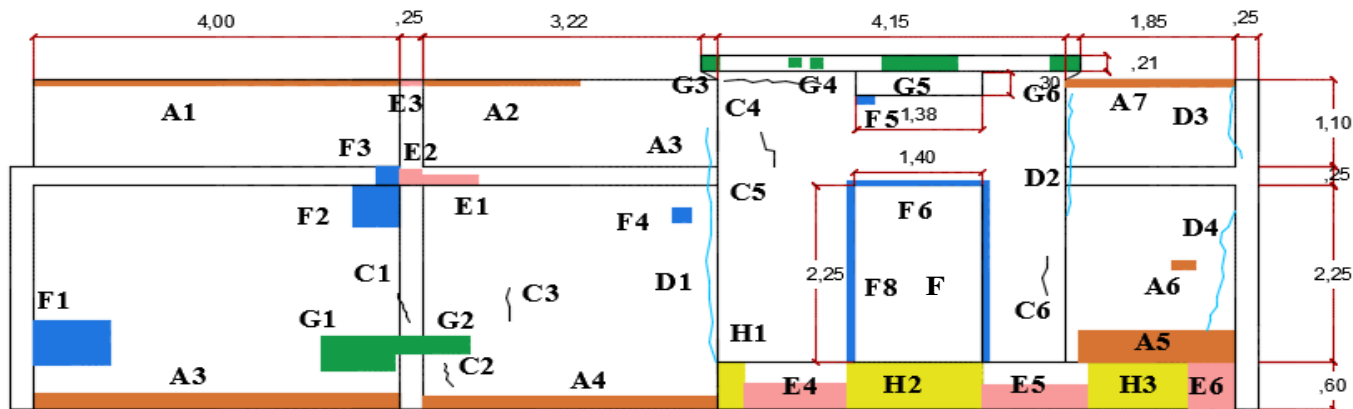 4,00 ,25 3,22 4,15 1,85 ,25
,21
G3 G4 G5 ,30 G6
E3
A1 A2 C4 F5 1,38 A7 D3 1,10
F3 E2 A3
1,40 ,25
F2 E1 F4 C5 F6 D2 D4
C1 C3 D1 2,25 F8 F C6 A6 2,25
F1 G1 G2 H1 A5
C2
A3 A4 E4 H2 E5 H3 E6 ,60